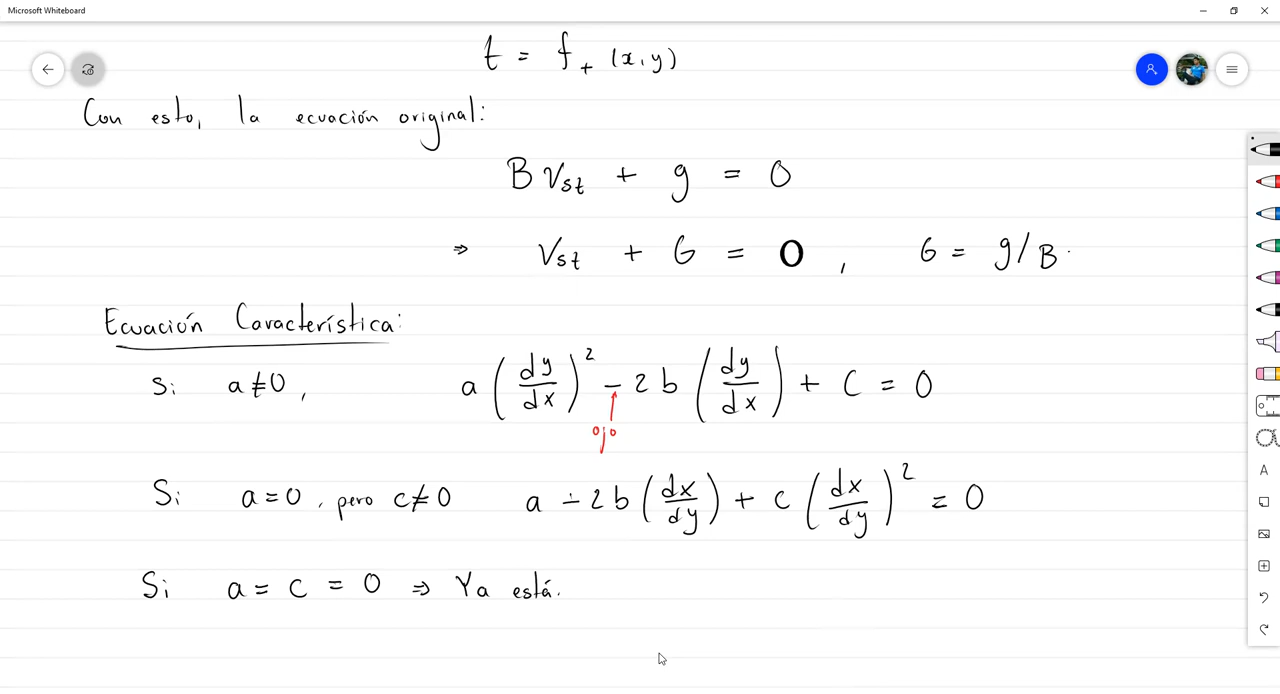 Microsoft Whiteboard
t = f₊ (x,y)
Con esto, la ecuación original:
B V_st + g = 0
⇒ V_st + G = 0 , G = g/B.
Ecuación Característica:
Si a≠0, a (dy/dx)² - 2b (dy/dx) + c = 0
ojo
Si a=0, pero c≠0 a - 2b (dx/dy) + c (dx/dy)² = 0
Si a = c = 0 ⇒ Ya está.
A